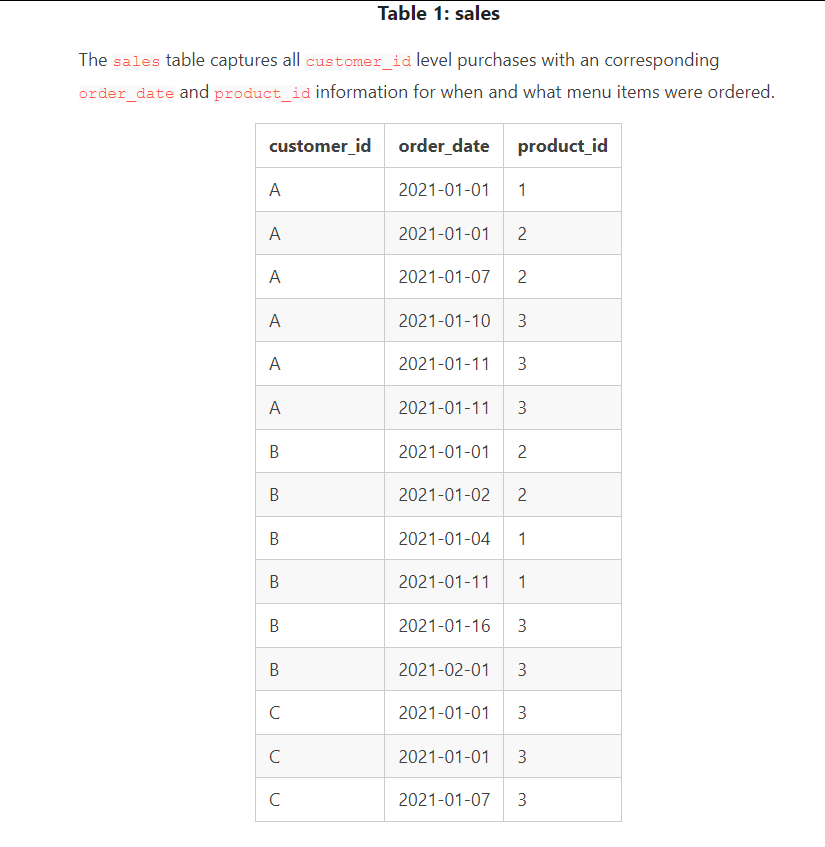 Table 1: sales
The sales table captures all customer_id level purchases with an corresponding
order_date and product_id information for when and what menu items were ordered.
customer_id order_date product_id
A 2021-01-01 1
A 2021-01-01 2
A 2021-01-07 2
A 2021-01-10 3
A 2021-01-11 3
A 2021-01-11 3
B 2021-01-01 2
B 2021-01-02 2
B 2021-01-04 1
B 2021-01-11 1
B 2021-01-16 3
B 2021-02-01 3
C 2021-01-01 3
C 2021-01-01 3
C 2021-01-07 3